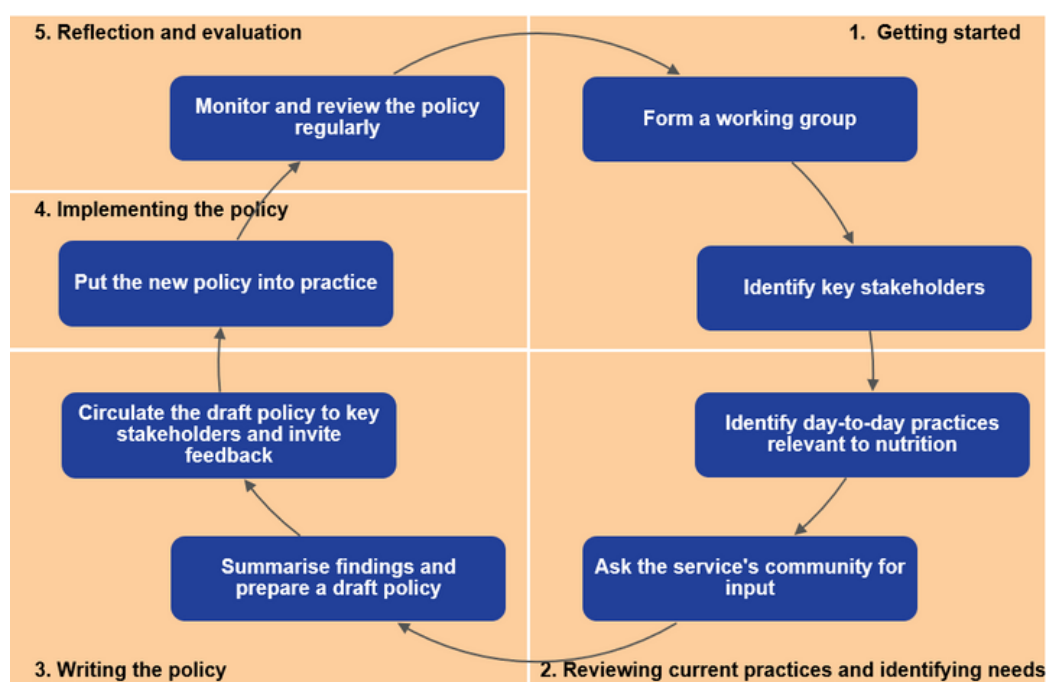 5. Reflection and evaluation
1. Getting started
Monitor and review the policy
regularly
Form a working group
4. Implementing the policy
Put the new policy into practice
Identify key stakeholders
Circulate the draft policy to key
stakeholders and invite
feedback
Identify day-to-day practices
relevant to nutrition
Summarise findings and
prepare a draft policy
Ask the service's community for
input
3. Writing the policy
2. Reviewing current practices and identifying needs